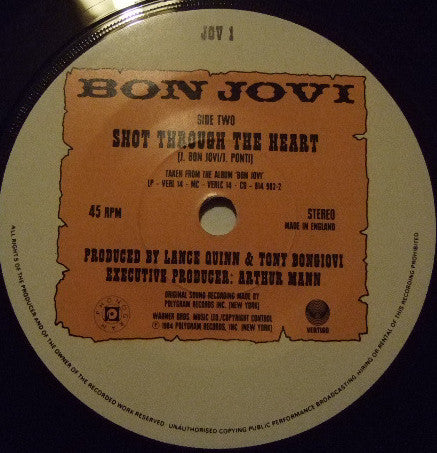 JOV 1
BON JOVI
SIDE TWO
SHOT THROUGH THE HEART
(J. BON JOVI/J. PONTI)
TAKEN FROM THE ALBUM 'BON JOVI'
LP - VERL 14 - MC - VERLC 14 - CD - 814 982-2
45 RPM
STEREO
MADE IN ENGLAND
PRODUCED BY LANCE QUINN & TONY BONGIOVI
EXECUTIVE PRODUCER: ARTHUR MANN
ORIGINAL SOUND RECORDING MADE BY
POLYGRAM RECORDS, INC. (NEW YORK)
WARNER BROS. MUSIC LTD./COPYRIGHT CONTROL
Ⓟ 1984 POLYGRAM RECORDS, INC. (NEW YORK)
PHONOGRAM
VERTIGO
ALL RIGHTS OF THE PRODUCER AND OF THE OWNER OF THE RECORDED WORK RESERVED. UNAUTHORISED COPYING PUBLIC PERFORMANCE BROADCASTING HIRING OR RENTAL OF THIS RECORDING PROHIBITED